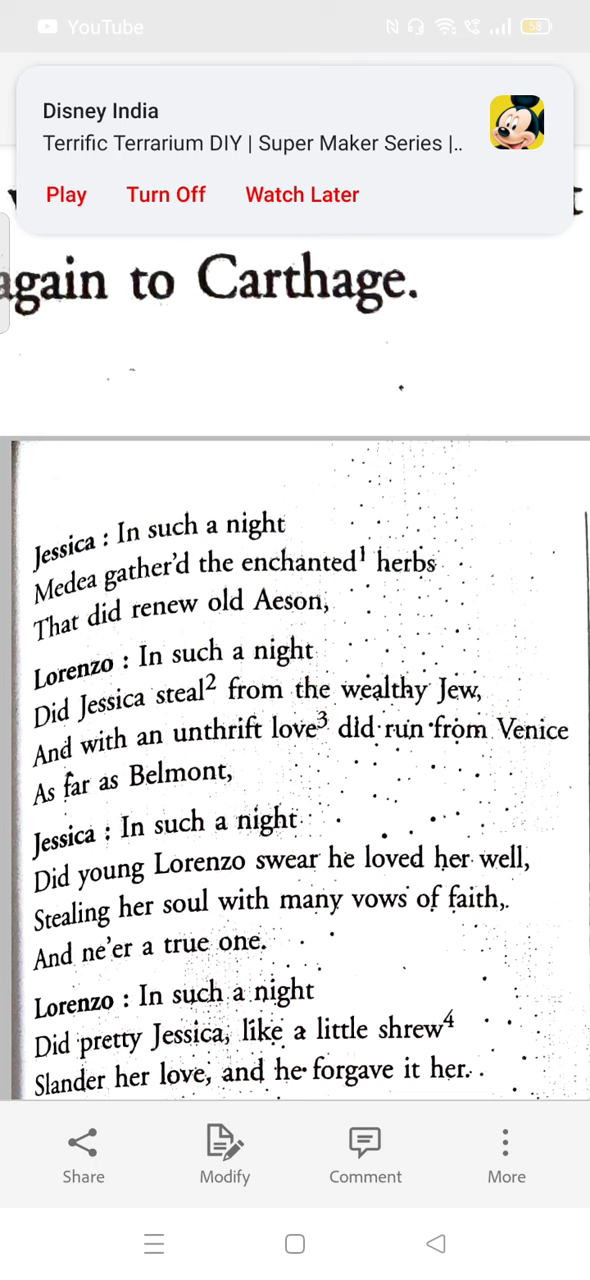 YouTube
58
Disney India
Terrific Terrarium DIY | Super Maker Series |..
Play Turn Off Watch Later
again to Carthage.
Jessica : In such a night
Medea gather'd the enchanted¹ herbs
That did renew old Aeson,
Lorenzo : In such a night
Did Jessica steal² from the wealthy Jew,
And with an unthrift love³ did run from Venice
As far as Belmont,
Jessica : In such a night
Did young Lorenzo swear he loved her well,
Stealing her soul with many vows of faith,
And ne'er a true one.
Lorenzo : In such a night
Did pretty Jessica, like a little shrew⁴
Slander her love, and he forgave it her.
Share Modify Comment More